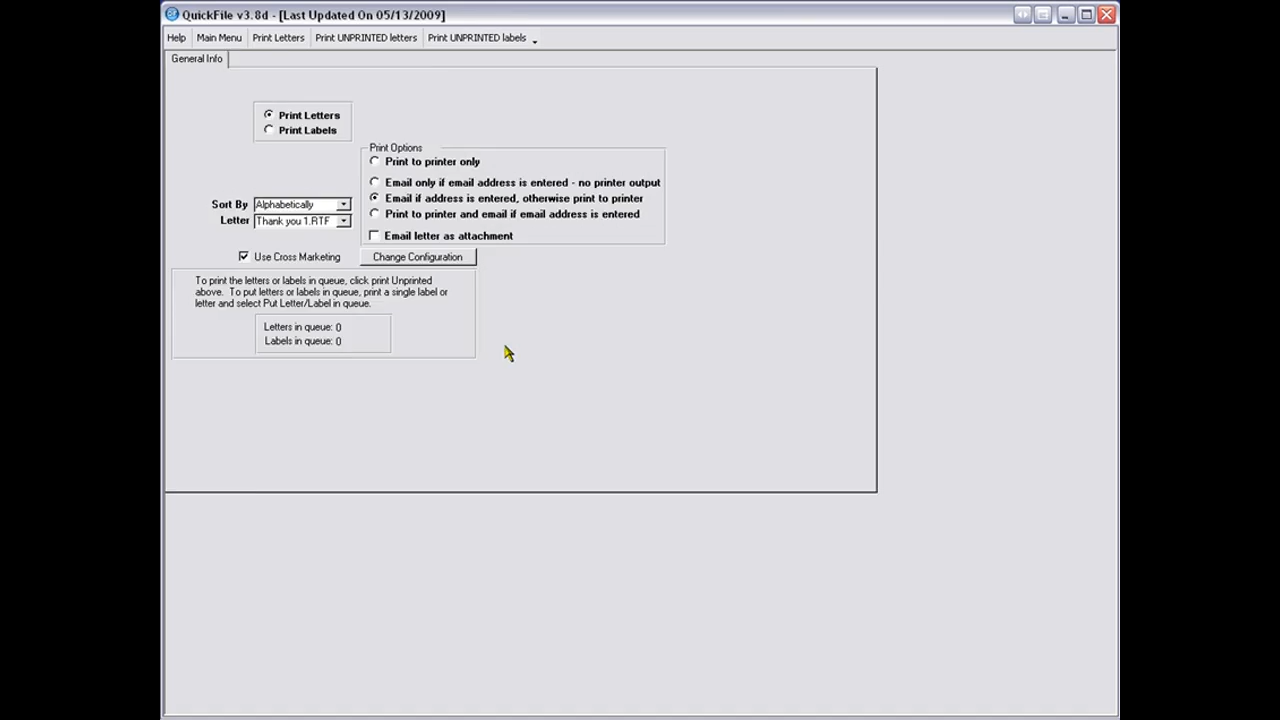 QuickFile v3.8d - [Last Updated On 05/13/2009]
Help Main Menu Print Letters Print UNPRINTED letters Print UNPRINTED labels
General Info
Print Letters
Print Labels
Print Options
Print to printer only
Email only if email address is entered - no printer output
Email if address is entered, otherwise print to printer
Print to printer and email if email address is entered
Email letter as attachment
Sort By Alphabetically
Letter Thank you 1.RTF
Use Cross Marketing
Change Configuration
To print the letters or labels in queue, click print Unprinted
above. To put letters or labels in queue, print a single label or
letter and select Put Letter/Label in queue.
Letters in queue: 0
Labels in queue: 0